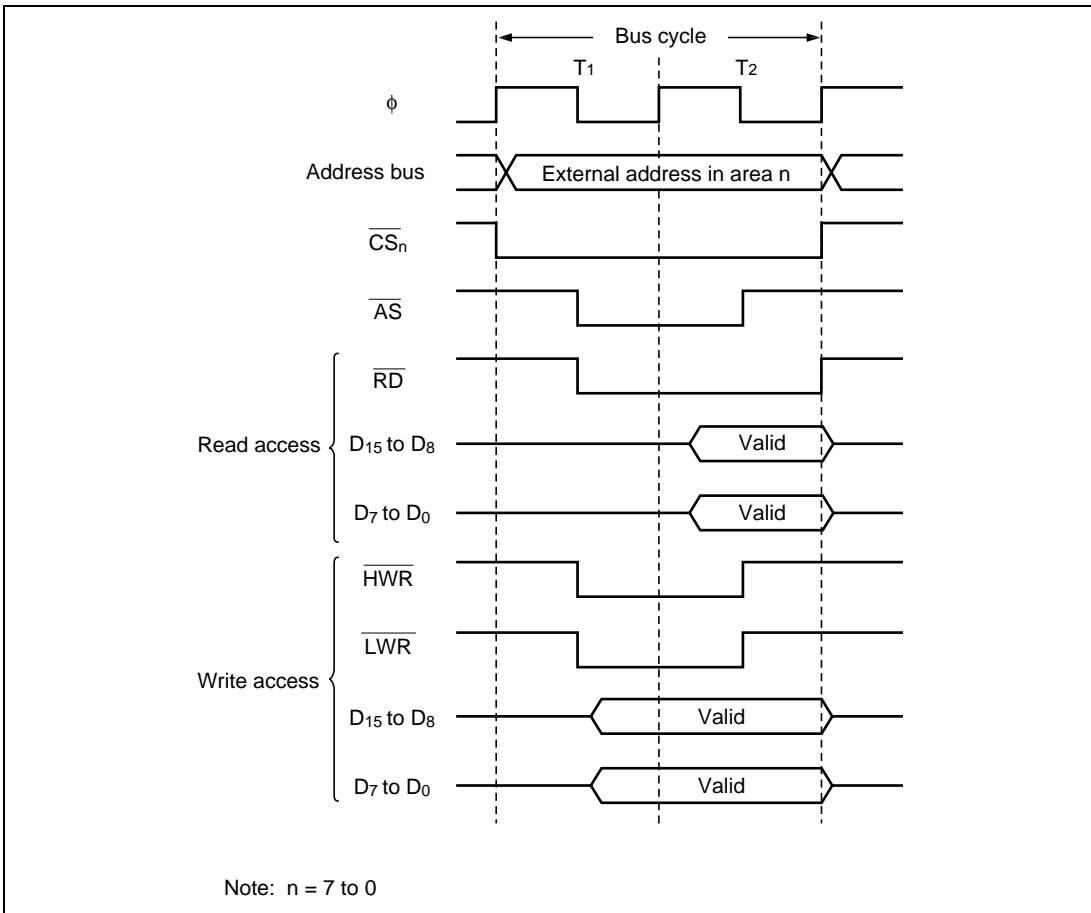 Bus cycle
T1 T2
φ
Address bus External address in area n
CSn
AS
RD
Read access D15 to D8 Valid
D7 to D0 Valid
HWR
LWR
Write access D15 to D8 Valid
D7 to D0 Valid
Note: n = 7 to 0